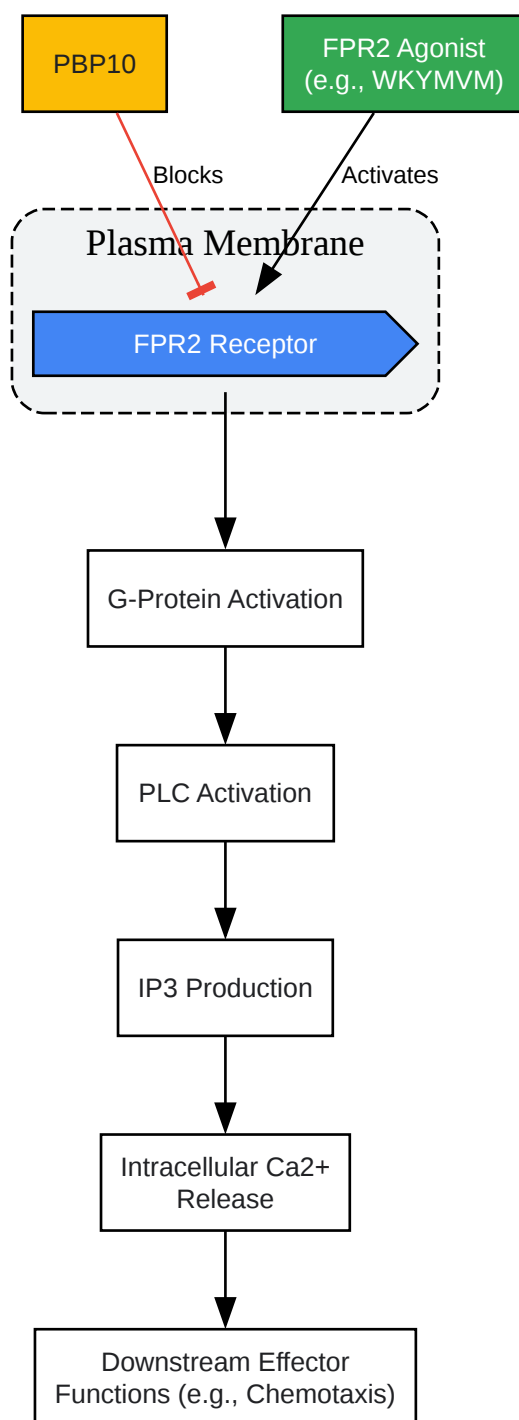 PBP10
FPR2 Agonist
(e.g., WKYMVM)
Blocks
Activates
Plasma Membrane
FPR2 Receptor
G-Protein Activation
PLC Activation
IP3 Production
Intracellular Ca2+
Release
Downstream Effector
Functions (e.g., Chemotaxis)